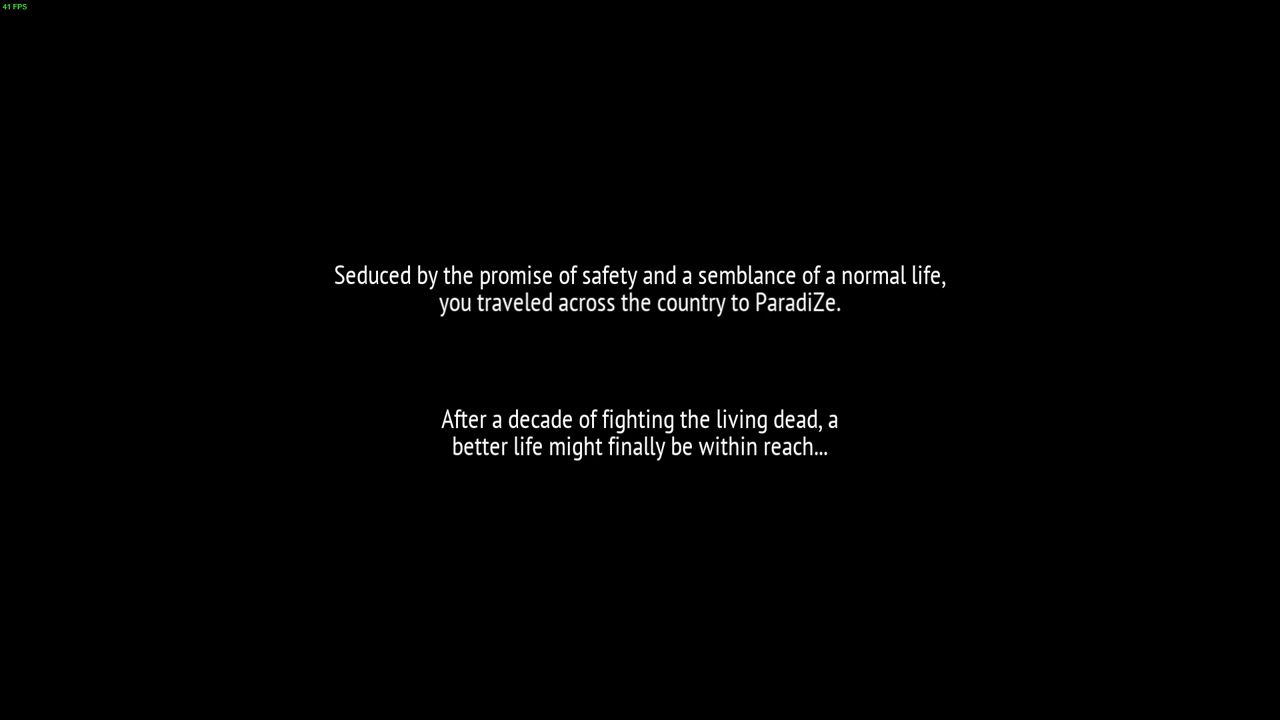 41 FPS
Seduced by the promise of safety and a semblance of a normal life,
you traveled across the country to ParadiZe.
After a decade of fighting the living dead, a
better life might finally be within reach...